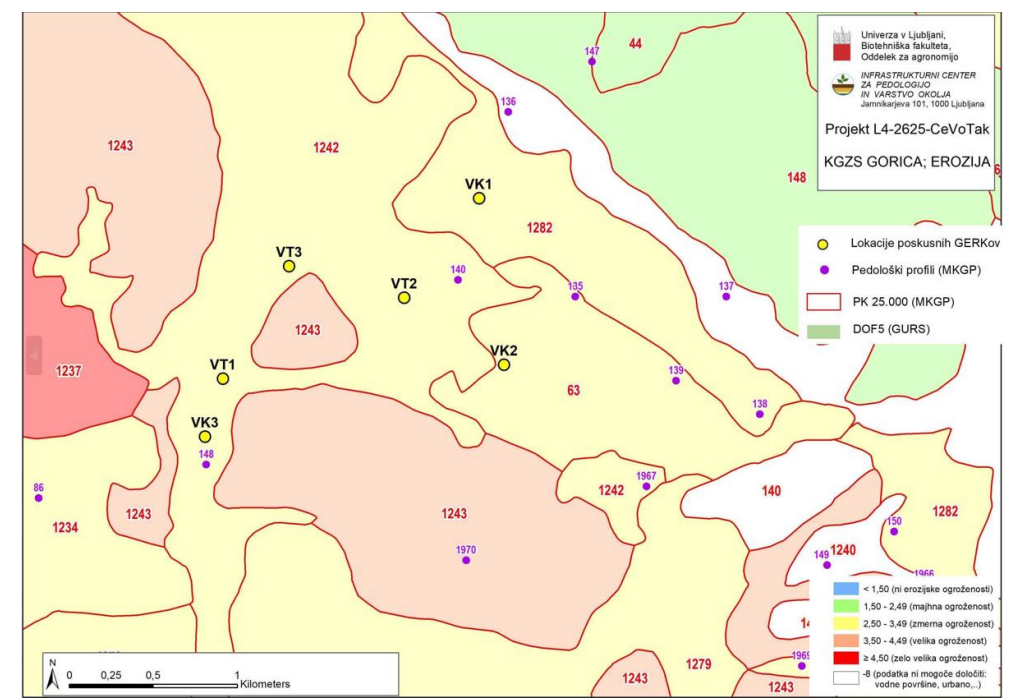 147
44
Univerza v Ljubljani,
Biotehniška fakulteta,
Oddelek za agronomijo
INFRASTRUKTURNI CENTER
ZA PEDOLOGIJO
IN VARSTVO OKOLJA
Jamnikarjeva 101, 1000 Ljubljana
Projekt L4-2625-CeVoTak
KGZS GORICA; EROZIJA
136
1243
1242
148
VK1
1282
Lokacije poskusnih GERKov
Pedološki profili (MKGP)
PK 25.000 (MKGP)
DOF5 (GURS)
VT3
140
VT2
135
137
1243
VK2
1237
VT1
139
63
138
VK3
148
86
1234
1243
1243
1242
1967
140
1282
150
1970
149
1240
1966
< 1,50 (ni erozijske ogroženosti)
1,50 - 2,49 (majhna ogroženost)
2,50 - 3,49 (zmerna ogroženost)
3,50 - 4,49 (velika ogroženost)
≥ 4,50 (zelo velika ogroženost)
-8 (podatka ni mogoče določiti:
vodne površine, urbano,..)
1969
1279
1243
1243
N
0 0,25 0,5 1
Kilometers